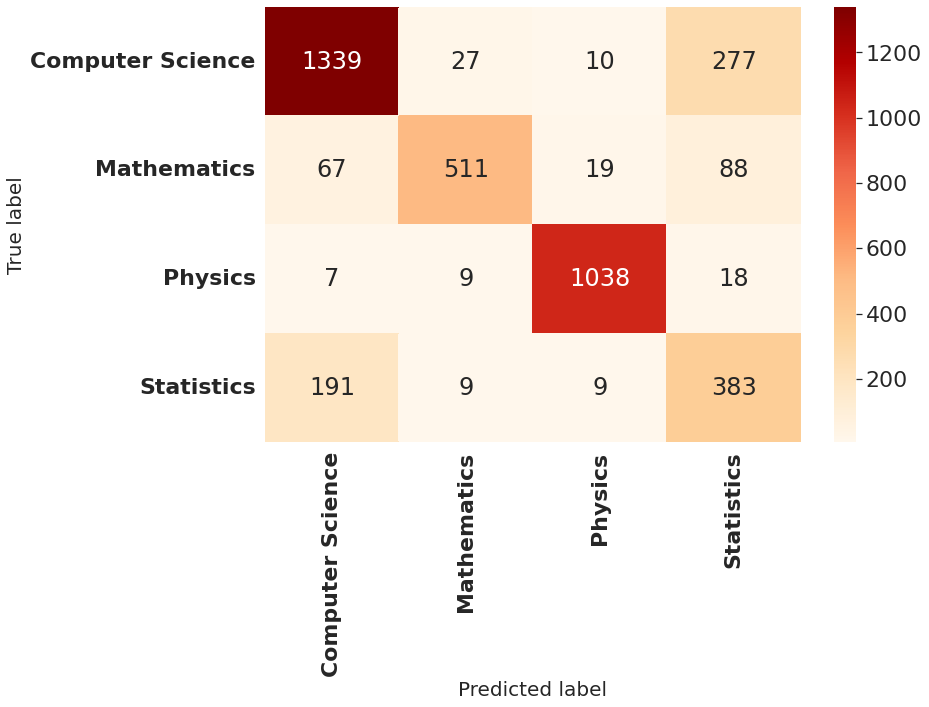 Computer Science 1339 27 10 277
Mathematics 67 511 19 88
Physics 7 9 1038 18
Statistics 191 9 9 383
True label
Computer Science
Mathematics
Physics
Statistics
Predicted label
1200
1000
800
600
400
200